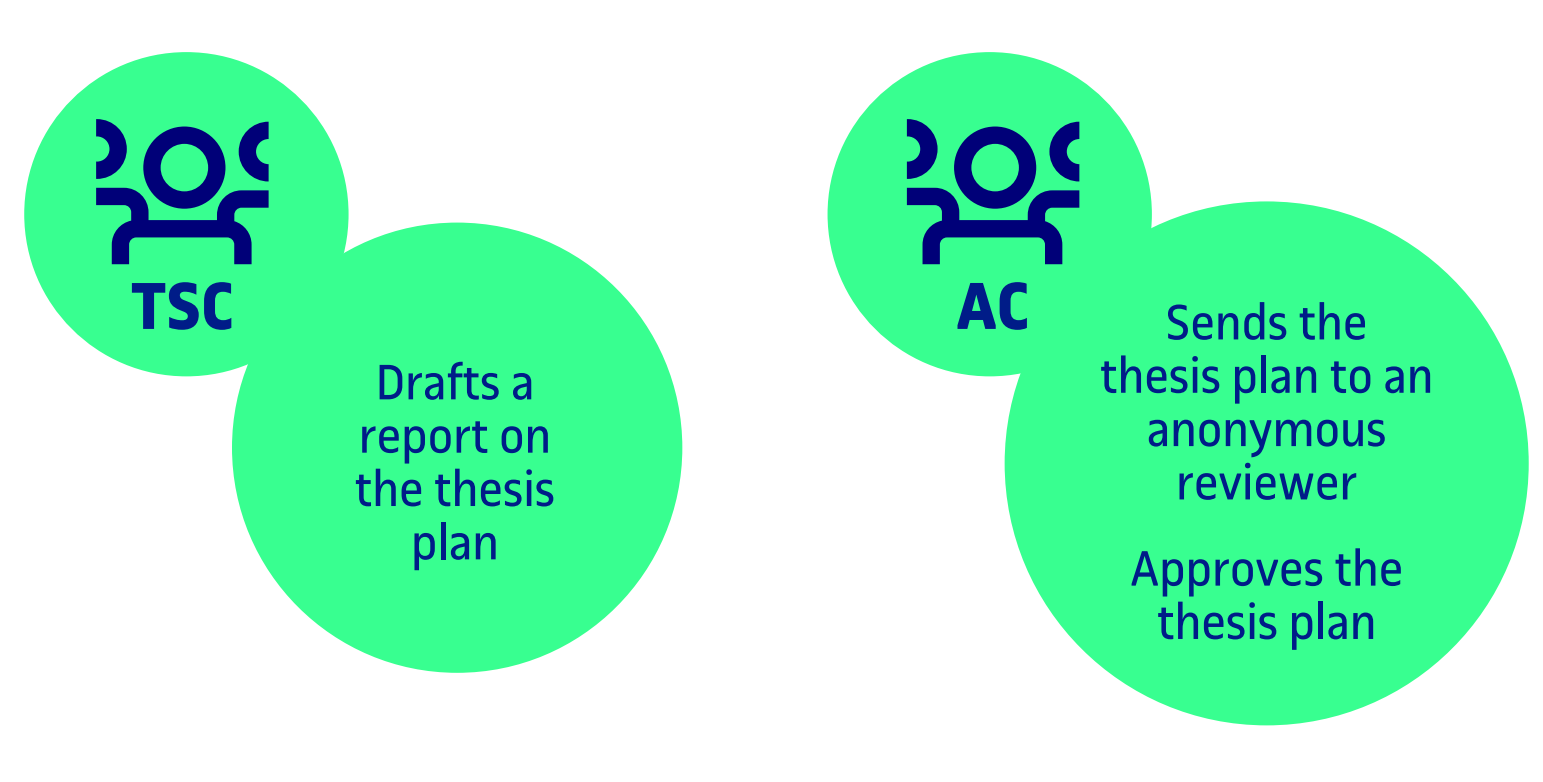 TSC
Drafts a
report on
the thesis
plan
AC
Sends the
thesis plan to an
anonymous
reviewer
Approves the
thesis plan